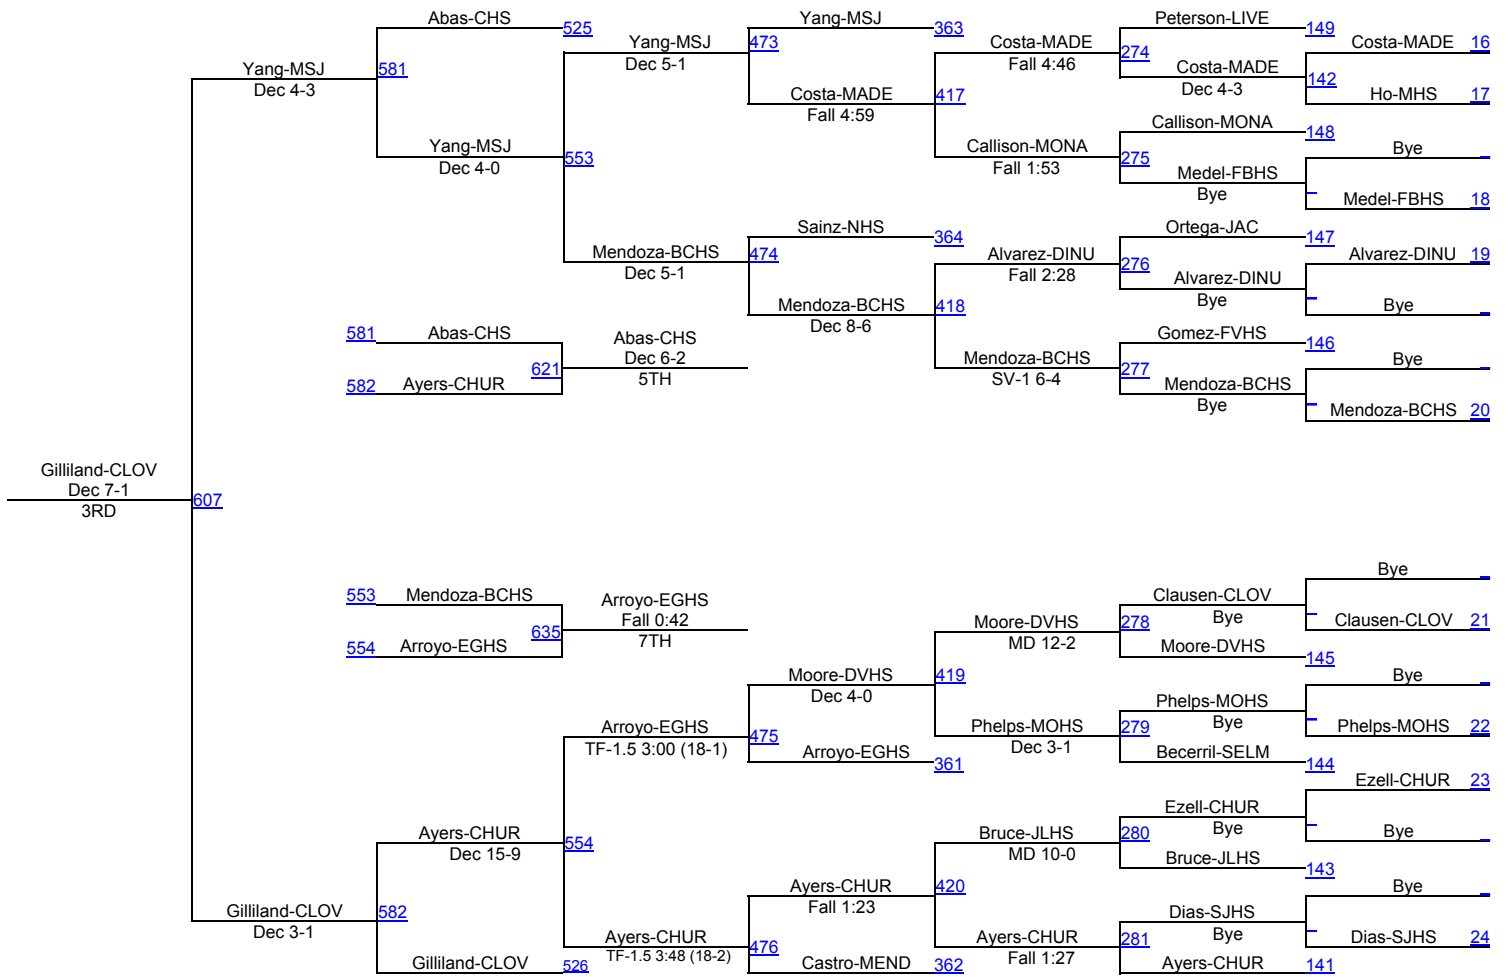 Abas-CHS
525
Yang-MSJ
363
Peterson-LIVE
149
Yang-MSJ
Dec 5-1
473
Costa-MADE
Fall 4:46
274
Costa-MADE
16
Yang-MSJ
Dec 4-3
581
Costa-MADE
Dec 4-3
142
Costa-MADE
Fall 4:59
417
Ho-MHS
17
Callison-MONA
148
Yang-MSJ
Dec 4-0
553
Callison-MONA
Fall 1:53
275
Bye
Medel-FBHS
Bye
Medel-FBHS
18
Sainz-NHS
364
Ortega-JAC
147
Mendoza-BCHS
Dec 5-1
474
Alvarez-DINU
Fall 2:28
276
Alvarez-DINU
19
Alvarez-DINU
Bye
Mendoza-BCHS
Dec 8-6
418
Bye
581
Abas-CHS
Abas-CHS
Dec 6-2
5TH
621
582
Ayers-CHUR
Gomez-FVHS
146
Mendoza-BCHS
SV-1 6-4
277
Bye
Mendoza-BCHS
Bye
Mendoza-BCHS
20
Gilliland-CLOV
Dec 7-1
3RD
607
Bye
553
Mendoza-BCHS
Arroyo-EGHS
Fall 0:42
7TH
635
554
Arroyo-EGHS
Clausen-CLOV
Bye
Clausen-CLOV
21
Moore-DVHS
MD 12-2
278
Moore-DVHS
145
Moore-DVHS
Dec 4-0
419
Bye
Phelps-MOHS
Bye
Phelps-MOHS
22
Arroyo-EGHS
TF-1.5 3:00 (18-1)
475
Phelps-MOHS
Dec 3-1
279
Arroyo-EGHS
361
Becerril-SELM
144
Ezell-CHUR
23
Ezell-CHUR
Bye
Bye
Ayers-CHUR
Dec 15-9
554
Bruce-JLHS
MD 10-0
280
Bruce-JLHS
143
Ayers-CHUR
Fall 1:23
420
Bye
Gilliland-CLOV
Dec 3-1
582
Dias-SJHS
Bye
Dias-SJHS
24
Ayers-CHUR
TF-1.5 3:48 (18-2)
476
Ayers-CHUR
Fall 1:27
281
Gilliland-CLOV
526
Castro-MEND
362
Ayers-CHUR
141